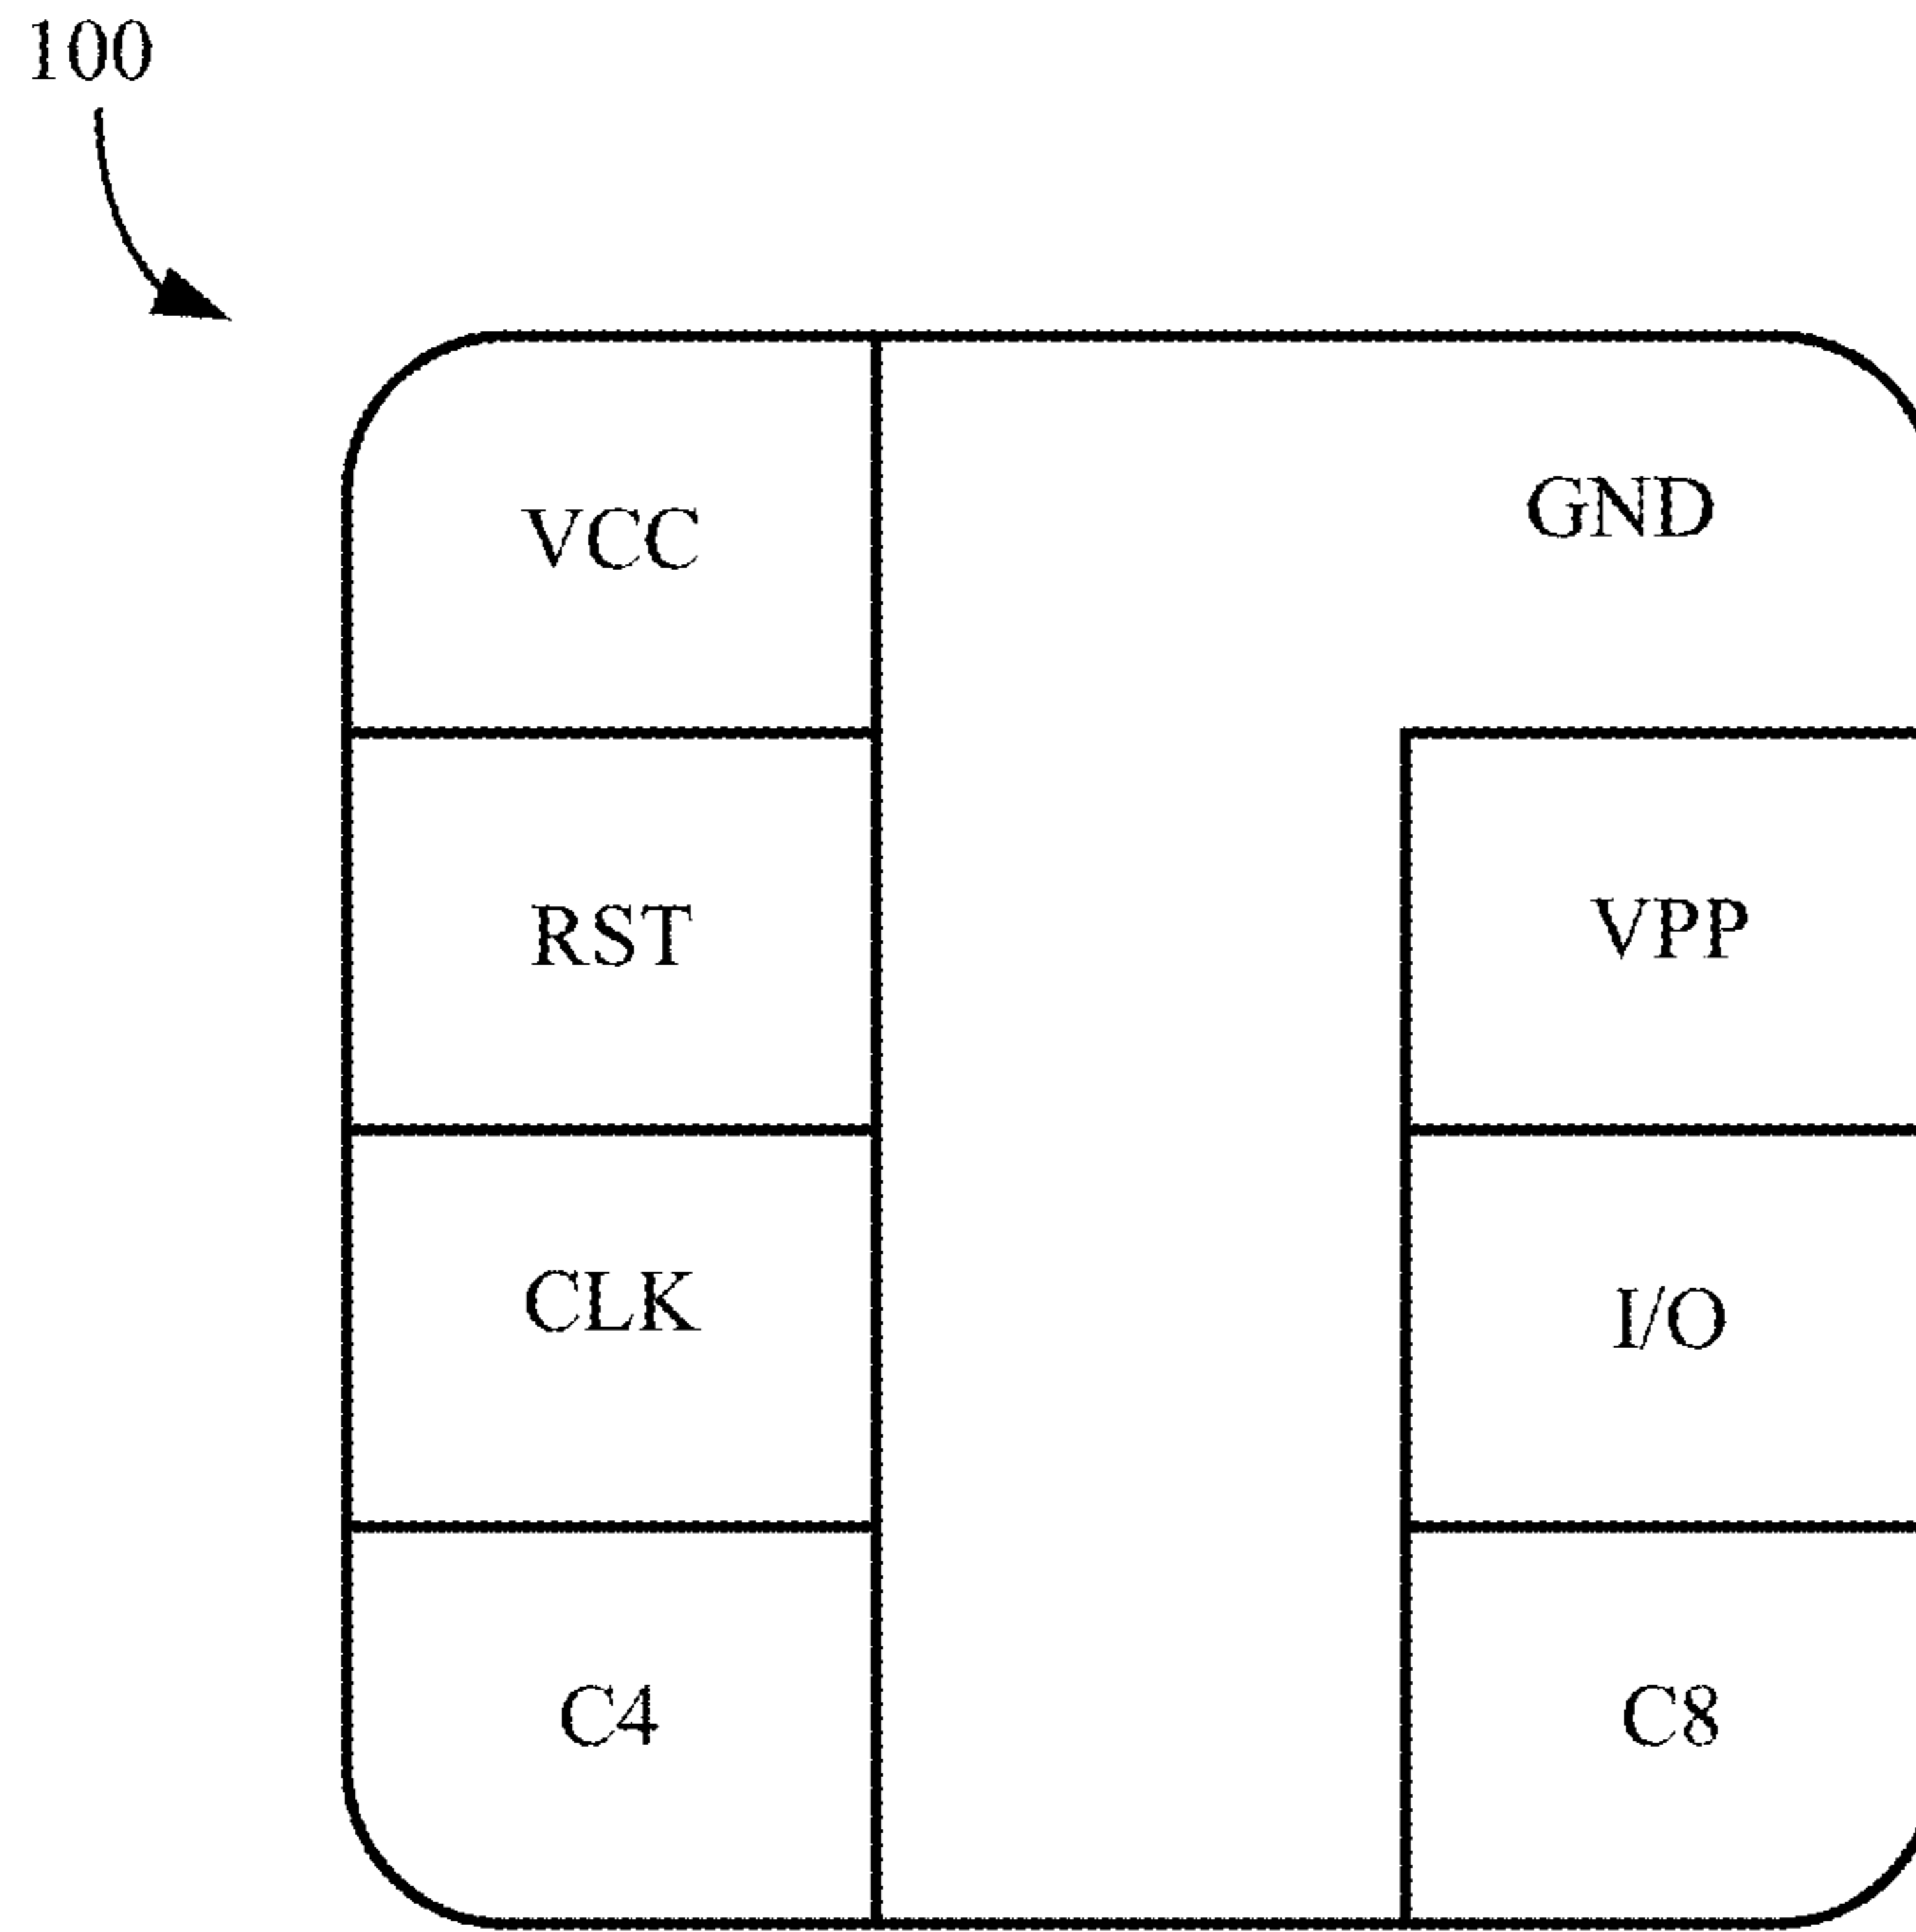 100
VCC
GND
RST
VPP
CLK
I/O
C4
C8